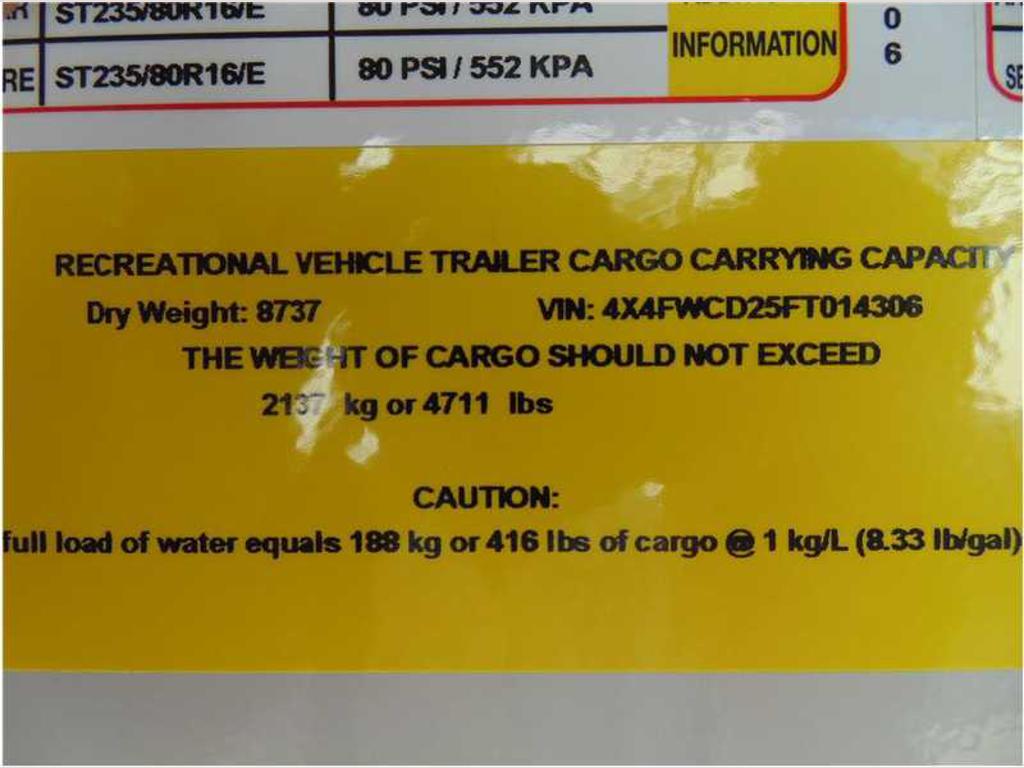 ST235/80R16/E 80 PSI / 552 KPA
INFORMATION
0
6
RE ST235/80R16/E 80 PSI / 552 KPA
SE
RECREATIONAL VEHICLE TRAILER CARGO CARRYING CAPACITY
Dry Weight: 8737 VIN: 4X4FWCD25FT014306
THE WEIGHT OF CARGO SHOULD NOT EXCEED
2137 kg or 4711 lbs
CAUTION:
full load of water equals 188 kg or 416 lbs of cargo @ 1 kg/L (8.33 lb/gal)